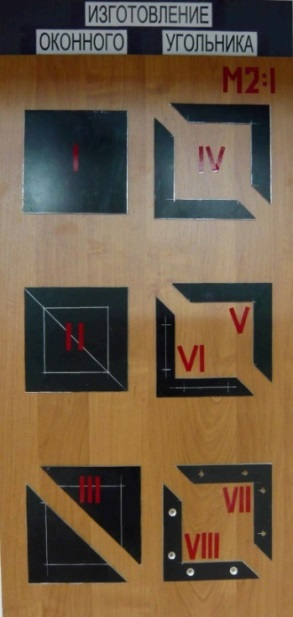 ИЗГОТОВЛЕНИЕ
ОКОННОГО УГОЛЬНИКА
М2:1
I IV
II V
VI
III VII
VIII